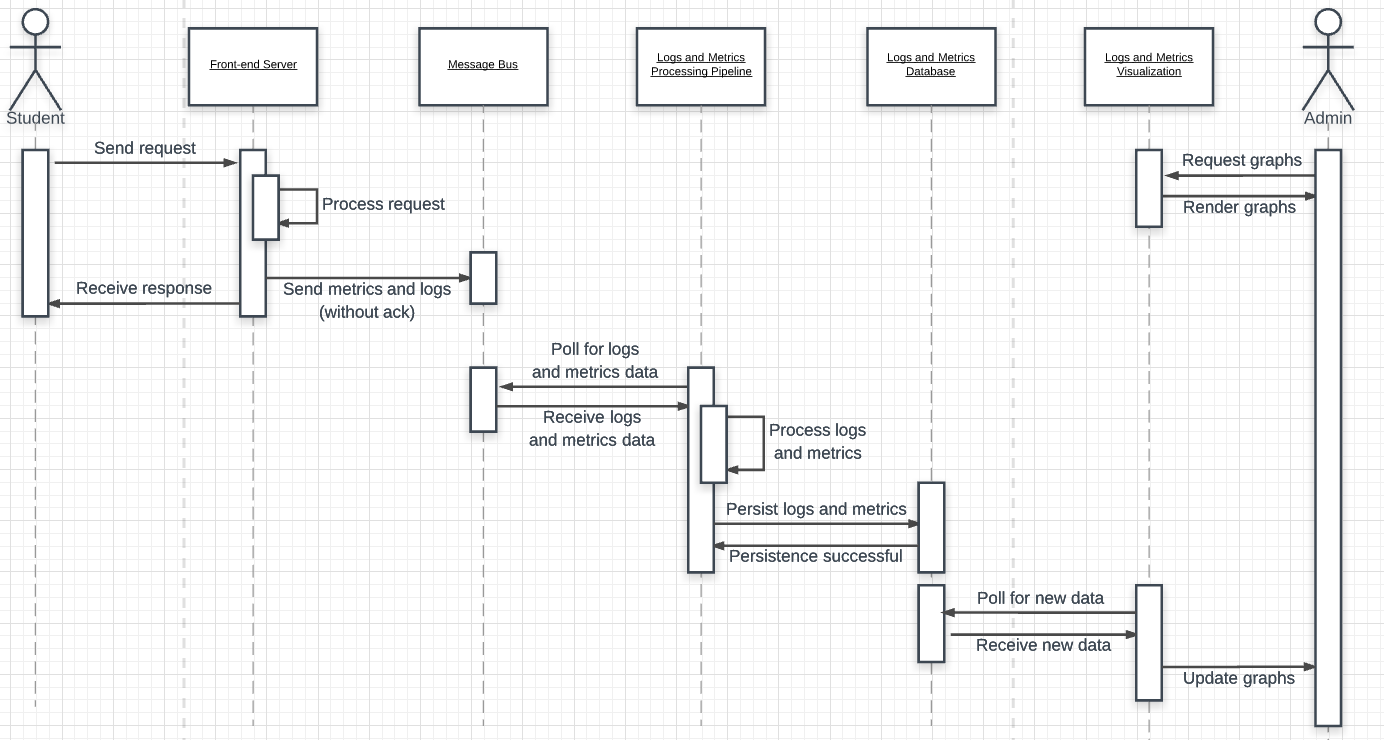 Student
Front-end Server
Message Bus
Logs and Metrics
Processing Pipeline
Logs and Metrics
Database
Logs and Metrics
Visualization
Admin
Send request
Request graphs
Process request
Render graphs
Receive response
Send metrics and logs
(without ack)
Poll for logs
and metrics data
Receive logs
and metrics data
Process logs
and metrics
Persist logs and metrics
Persistence successful
Poll for new data
Receive new data
Update graphs